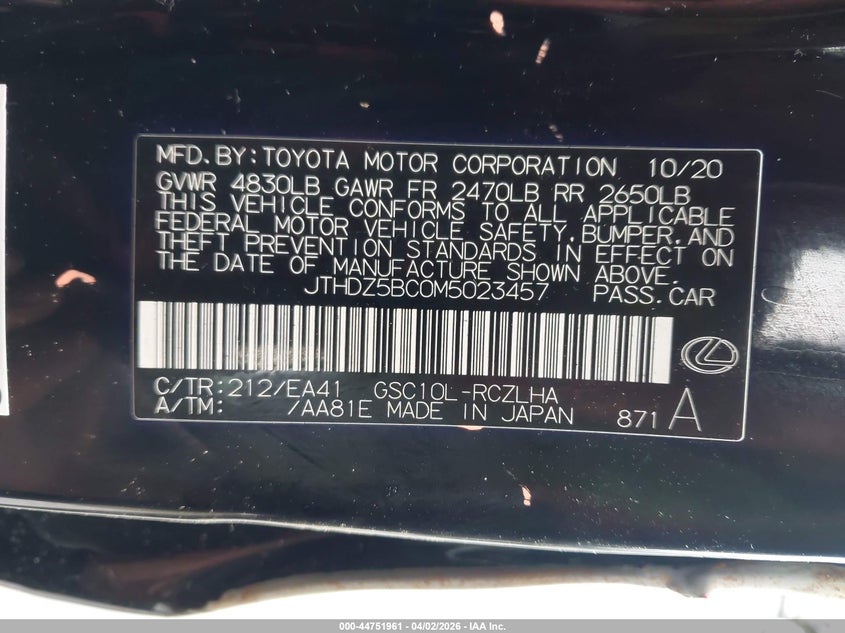 MFD.BY:TOYOTA MOTOR CORPORATION 10/20
GVWR 4830LB GAWR FR 2470LB RR 2650LB
THIS VEHICLE CONFORMS TO ALL APPLICABLE
FEDERAL MOTOR VEHICLE SAFETY,BUMPER,AND
THEFT PREVENTION STANDARDS IN EFFECT ON
THE DATE OF MANUFACTURE SHOWN ABOVE.
JTHDZ5BC0M5023457 PASS.CAR
C/TR:212/EA41 GSC10L-RCZLHA
A/TM: /AA81E MADE IN JAPAN 871 A
000-44751961 - 04/02/2026 - IAA Inc.